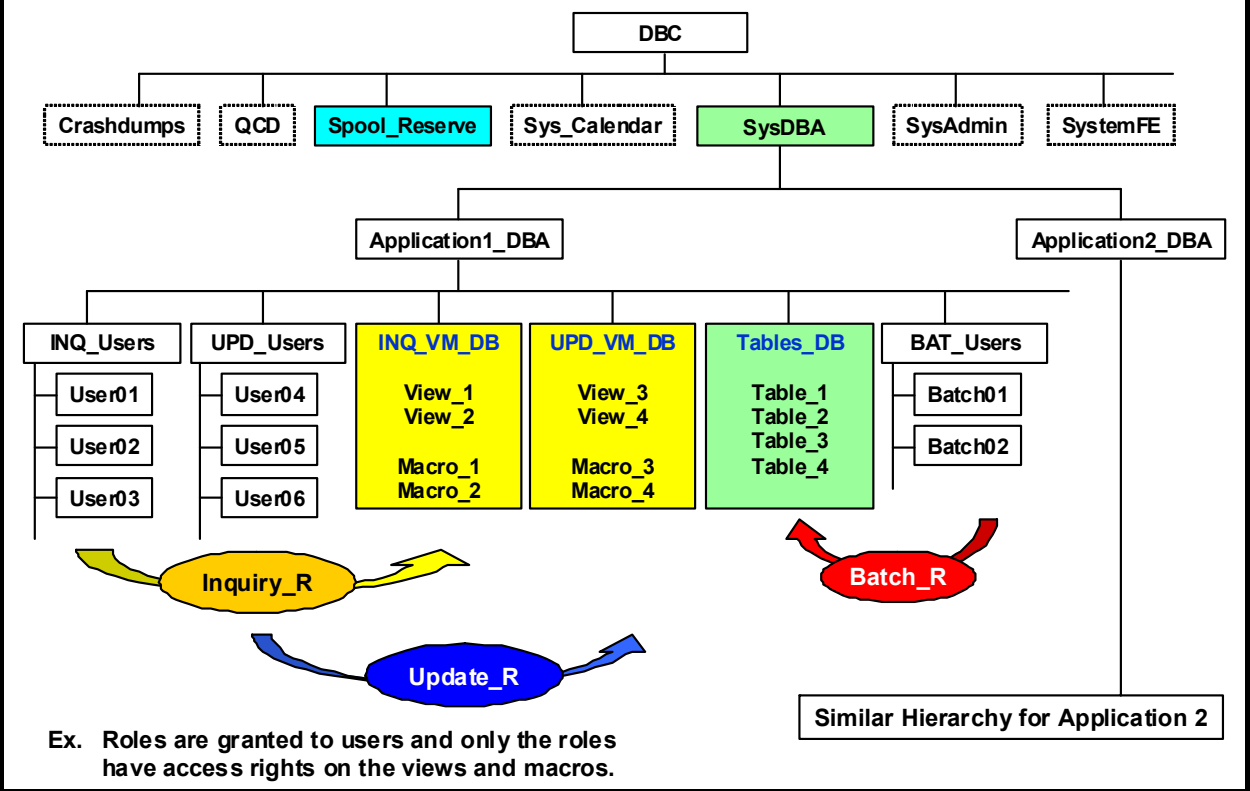 DBC
Crashdumps
QCD
Spool_Reserve
Sys_Calendar
SysDBA
SysAdmin
SystemFE
Application1_DBA
Application2_DBA
INQ_Users
User01
User02
User03
UPD_Users
User04
User05
User06
INQ_VM_DB
View_1
View_2
Macro_1
Macro_2
UPD_VM_DB
View_3
View_4
Macro_3
Macro_4
Tables_DB
Table_1
Table_2
Table_3
Table_4
BAT_Users
Batch01
Batch02
Inquiry_R
Batch_R
Update_R
Similar Hierarchy for Application 2
Ex. Roles are granted to users and only the roles
have access rights on the views and macros.